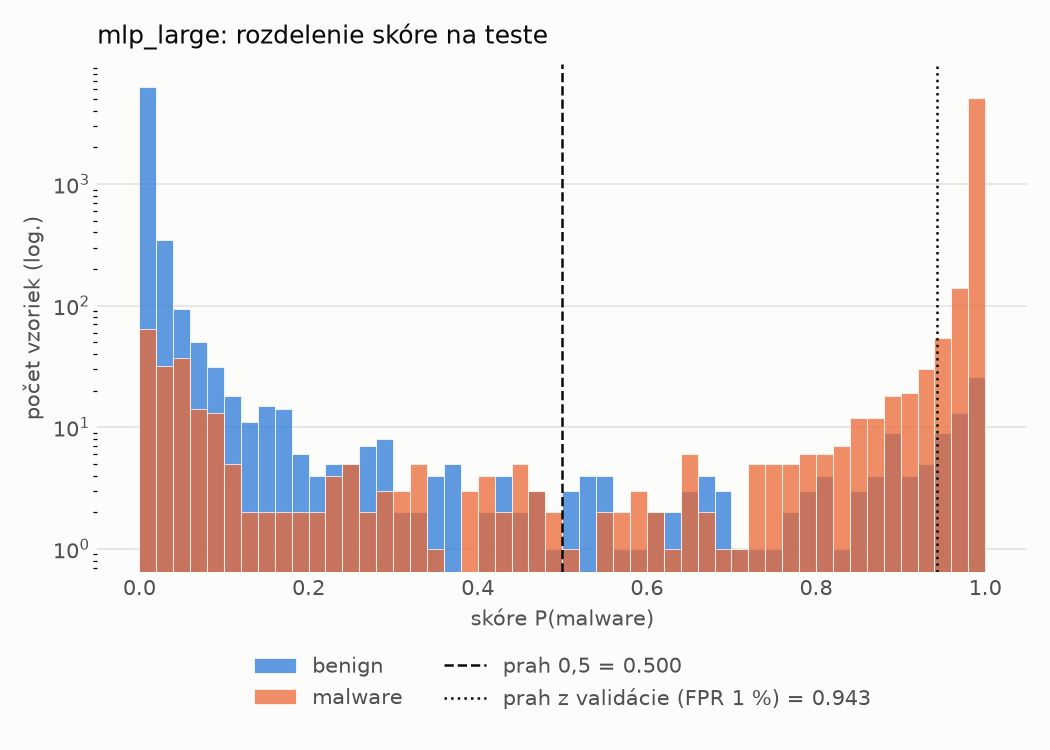 mlp_large: rozdelenie skóre na teste
počet vzoriek (log.)
10³
10²
10¹
10⁰
0.0 0.2 0.4 0.6 0.8 1.0
skóre P(malware)
benign
malware
prah 0,5 = 0.500
prah z validácie (FPR 1 %) = 0.943